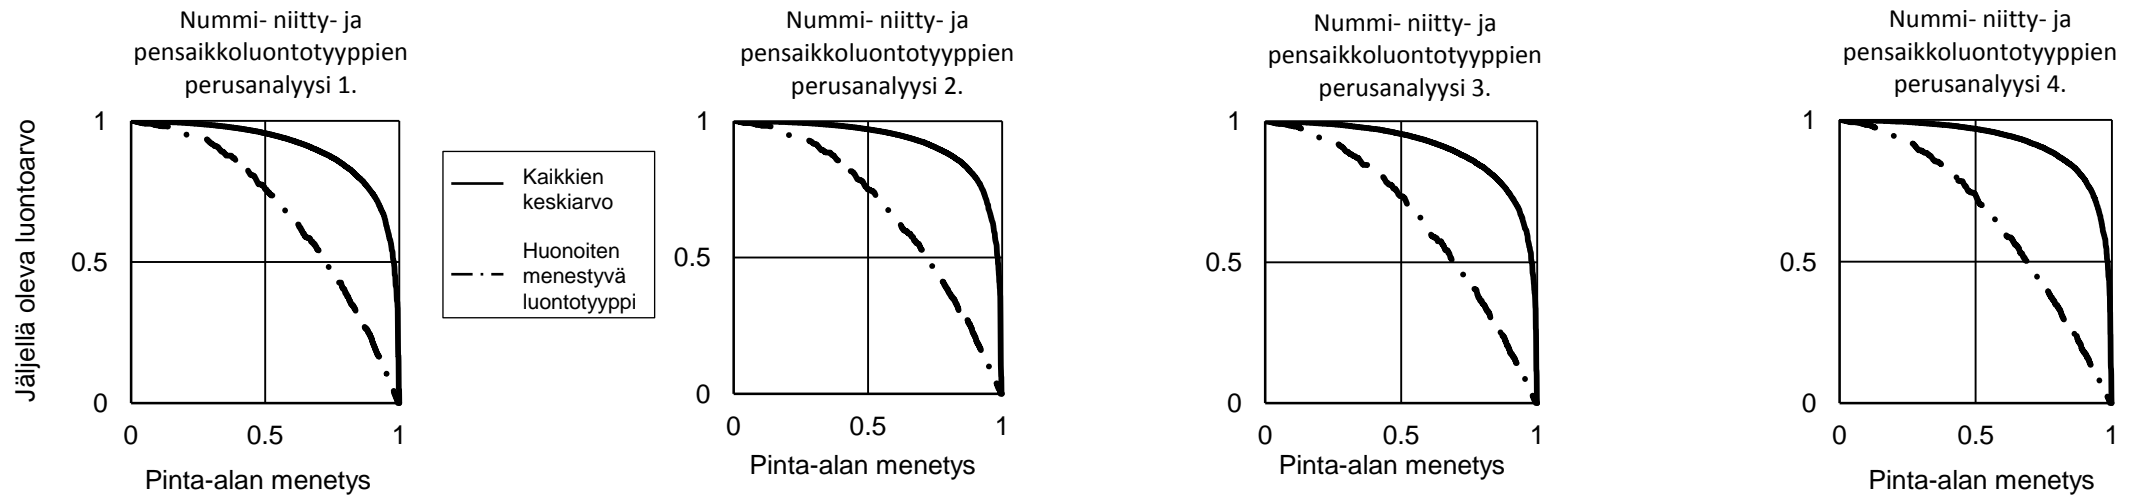 Nummi- niitty- ja
pensaikkoluontotyyppien
perusanalyysi 1.
Jäljellä oleva luontoarvo
1
0.5
0
0
0.5
1
Pinta-alan menetys
Kaikkien
keskiarvo
Huonoiten
menestyvä
luontotyyppi
Nummi- niitty- ja
pensaikkoluontotyyppien
perusanalyysi 2.
1
0.5
0
0
0.5
1
Pinta-alan menetys
Nummi- niitty- ja
pensaikkoluontotyyppien
perusanalyysi 3.
1
0.5
0
0
0.5
1
Pinta-alan menetys
Nummi- niitty- ja
pensaikkoluontotyyppien
perusanalyysi 4.
1
0.5
0
0
0.5
1
Pinta-alan menetys